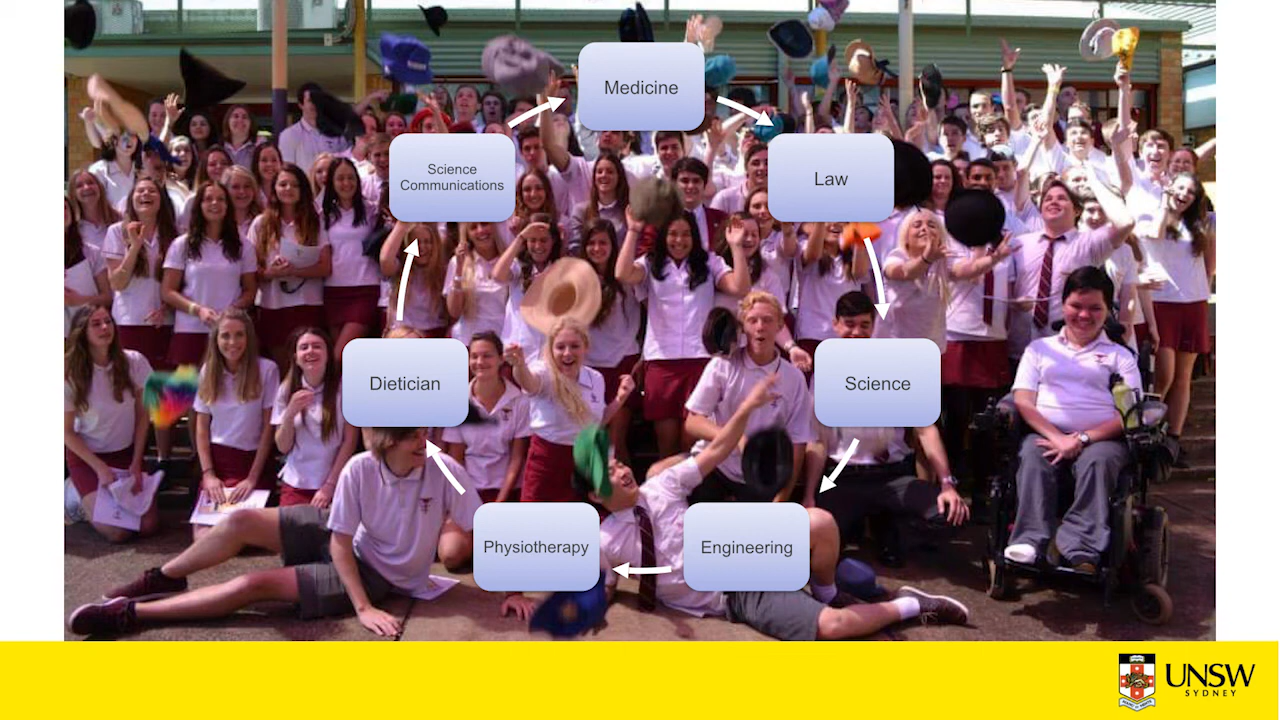 Medicine
Law
Science
Engineering
Physiotherapy
Dietician
Science
Communications
UNSW
SYDNEY